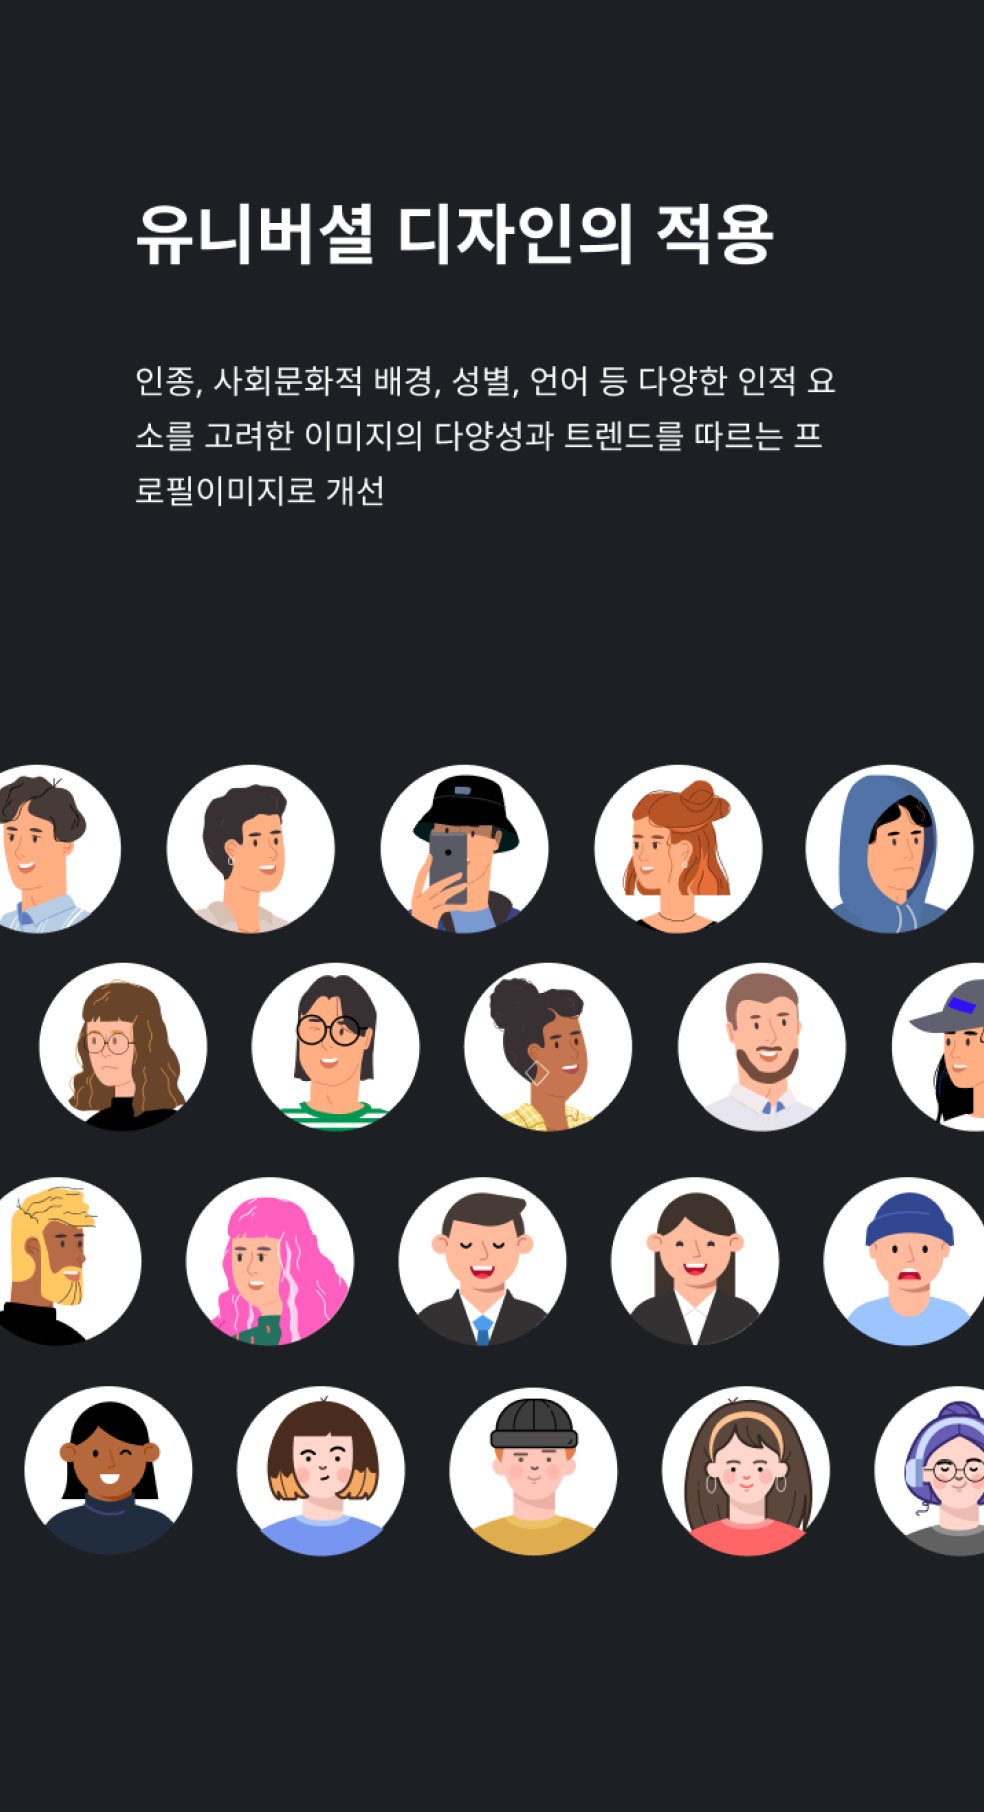 유니버셜 디자인의 적용
인종, 사회문화적 배경, 성별, 언어 등 다양한 인적 요
소를 고려한 이미지의 다양성과 트렌드를 따르는 프
로필이미지로 개선